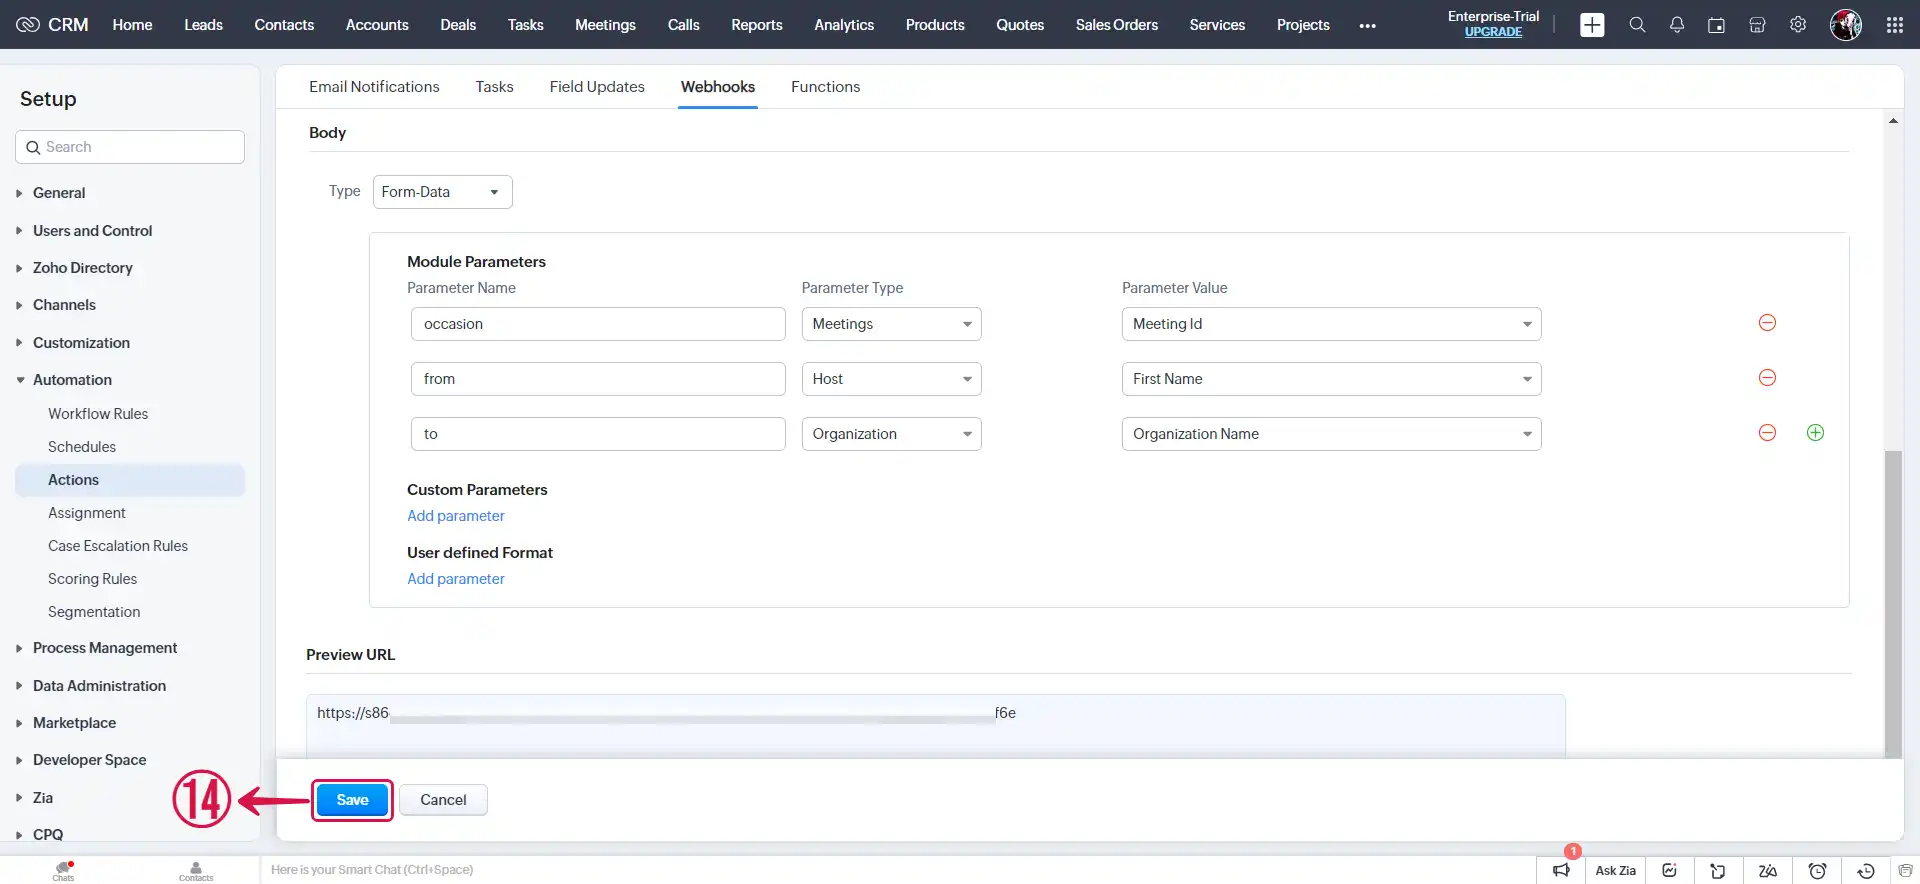 CRM Home Leads Contacts Accounts Deals Tasks Meetings Calls Reports Analytics Products Quotes Sales Orders Services Projects ••• Enterprise-Trial
UPGRADE
Setup
Search
General
Users and Control
Zoho Directory
Channels
Customization
Automation
Workflow Rules
Schedules
Actions
Assignment
Case Escalation Rules
Scoring Rules
Segmentation
Process Management
Data Administration
Marketplace
Developer Space
Zia
CPQ
Email Notifications Tasks Field Updates Webhooks Functions
Body
Type Form-Data
Module Parameters
Parameter Name Parameter Type Parameter Value
occasion Meetings Meeting Id
from Host First Name
to Organization Organization Name
Custom Parameters
Add parameter
User defined Format
Add parameter
Preview URL
https://s86 f6e
14 Save Cancel
Chats Contacts Here is your Smart Chat (Ctrl+Space) 1 Ask Zia